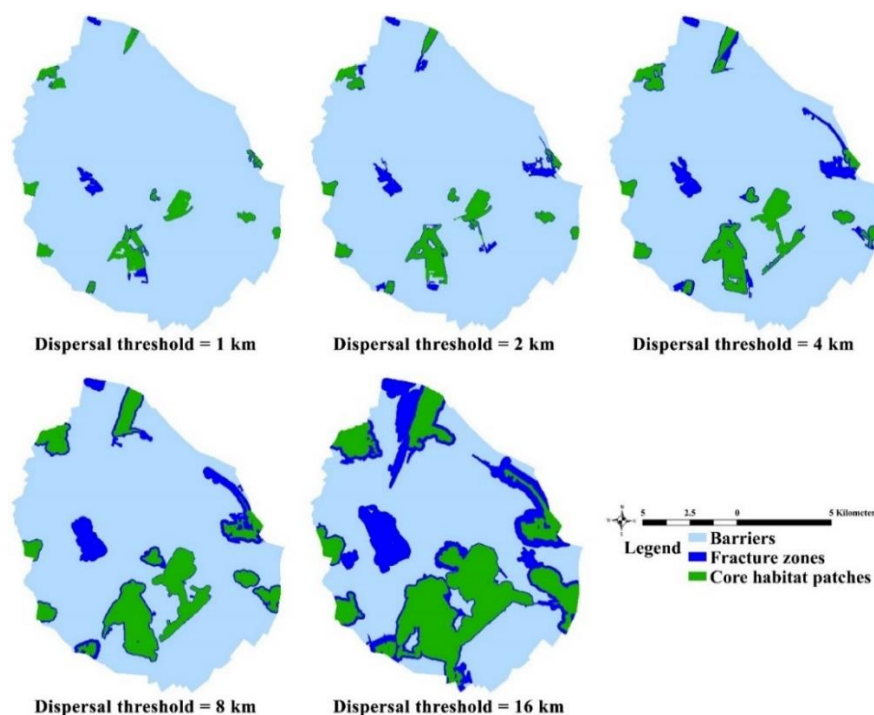 Dispersal threshold = 1 km
Dispersal threshold = 2 km
Dispersal threshold = 4 km
5 2.5 0 5 Kilometer
Legend
Barriers
Fracture zones
Core habitat patches
Dispersal threshold = 8 km
Dispersal threshold = 16 km